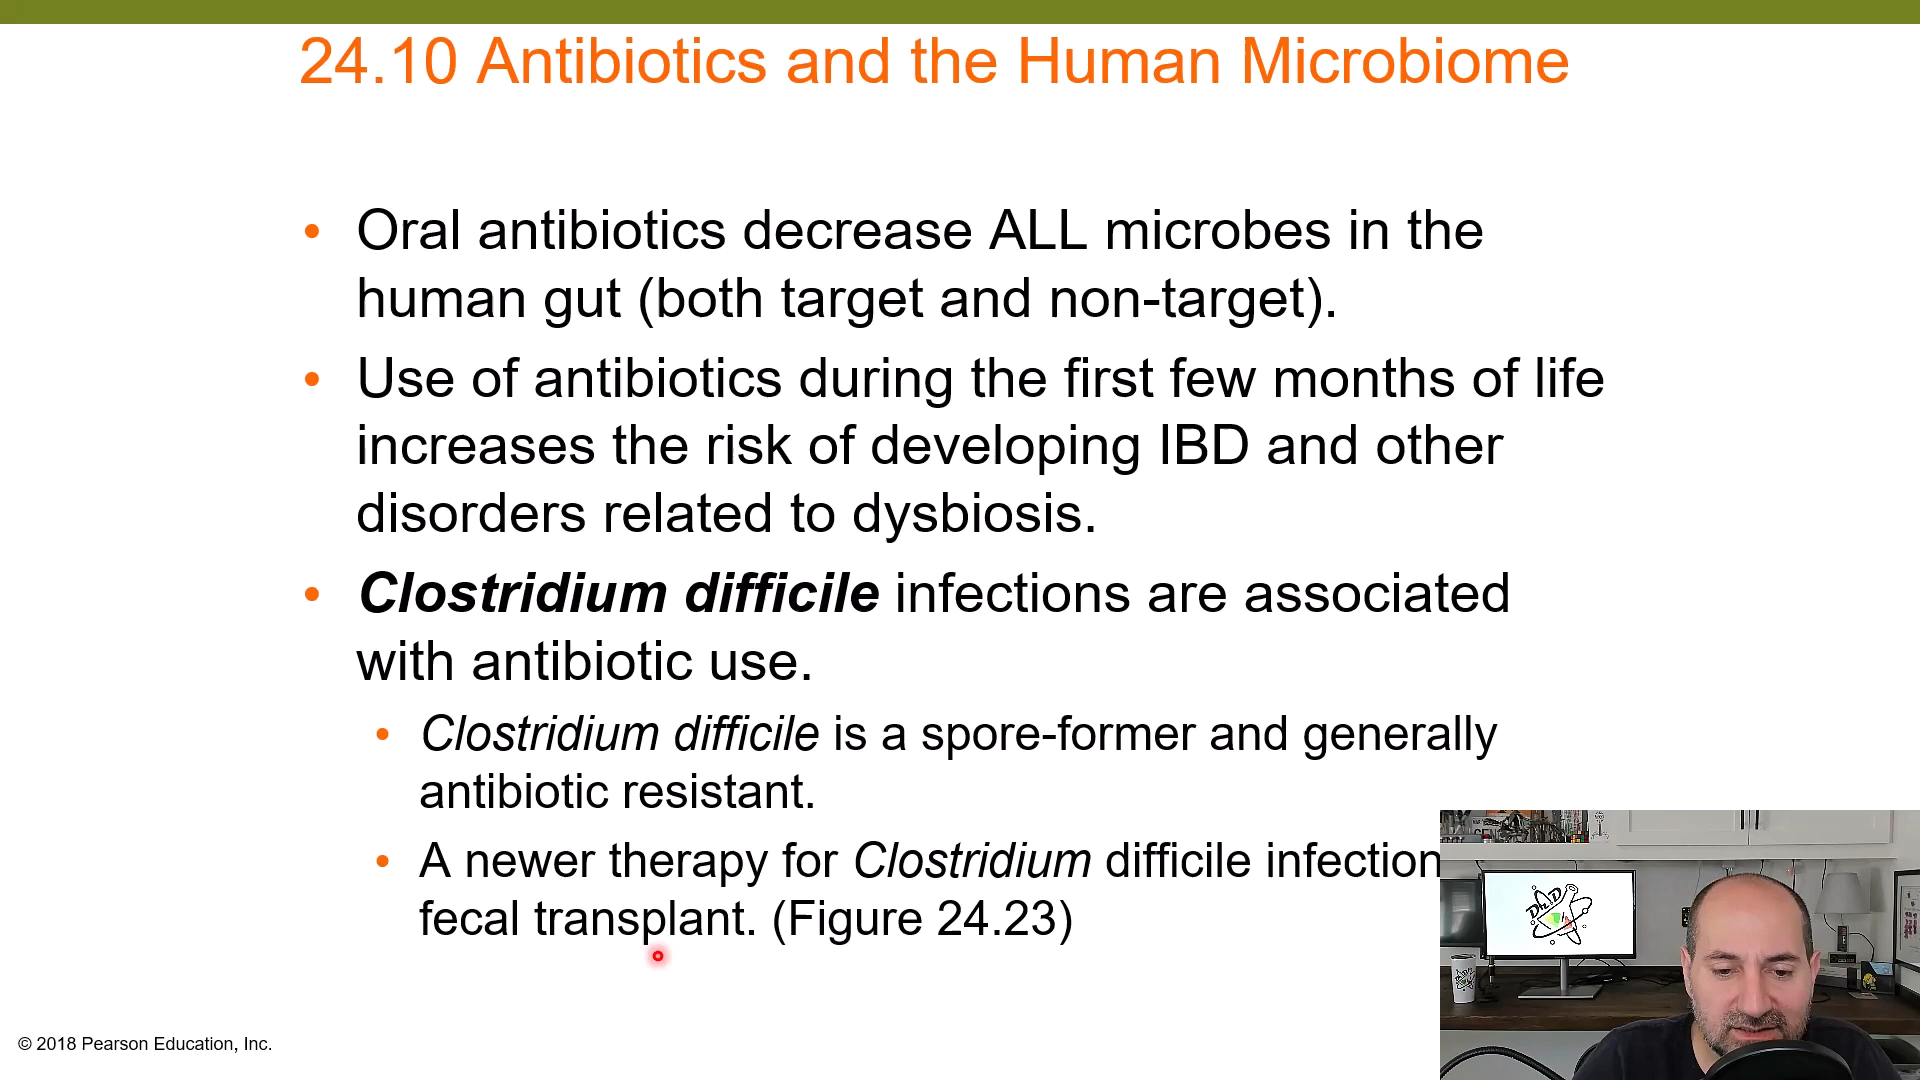 24.10 Antibiotics and the Human Microbiome
• Oral antibiotics decrease ALL microbes in the
human gut (both target and non-target).
• Use of antibiotics during the first few months of life
increases the risk of developing IBD and other
disorders related to dysbiosis.
• Clostridium difficile infections are associated
with antibiotic use.
• Clostridium difficile is a spore-former and generally
antibiotic resistant.
• A newer therapy for Clostridium difficile infection
fecal transplant. (Figure 24.23)
© 2018 Pearson Education, Inc.